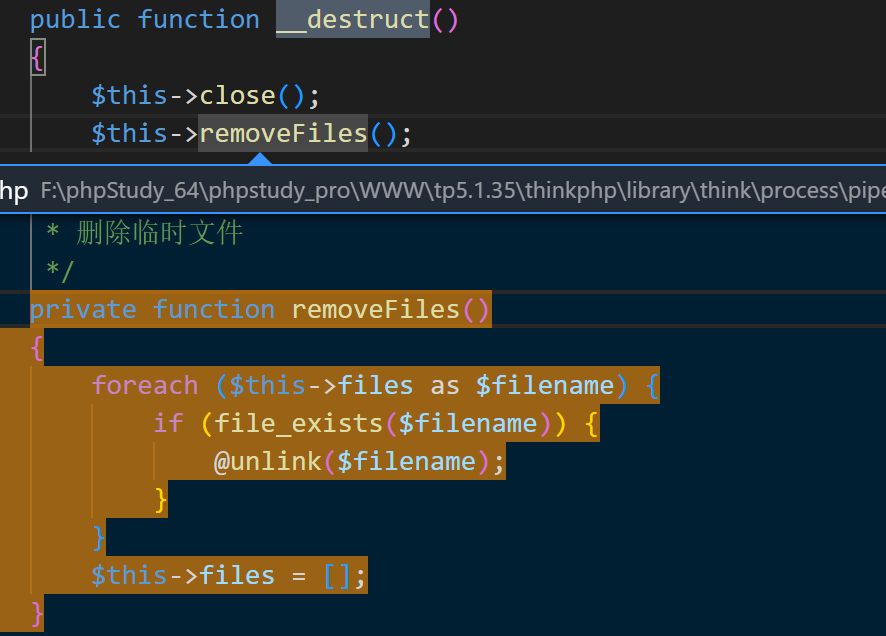 public function __destruct()
{
$this->close();
$this->removeFiles();
hp F:\phpStudy_64\phpstudy_pro\WWW\tp5.1.35\thinkphp\library\think\process\pipe
* 删除临时文件
*/
private function removeFiles()
{
foreach ($this->files as $filename) {
if (file_exists($filename)) {
@unlink($filename);
}
}
$this->files = [];
}